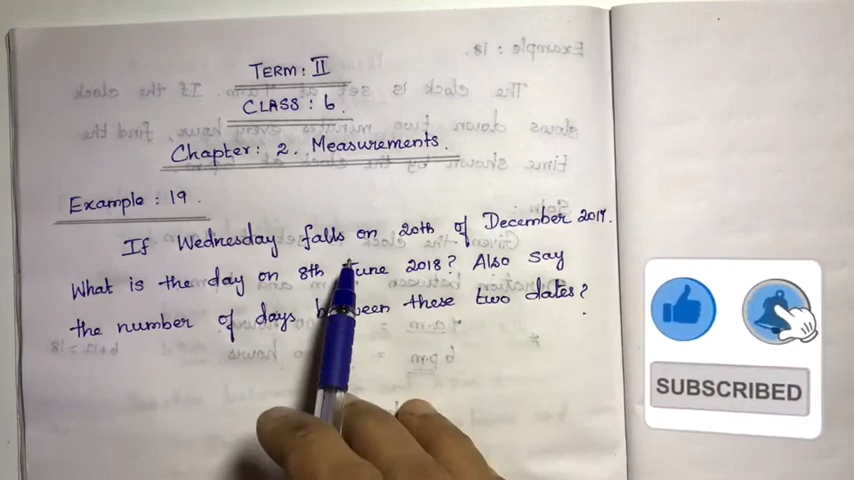 TERM: II
CLASS : 6.
Chapter: 2. Measurements.
Example : 19.
If Wednesday falls on 20th of December 2017.
What is the day on 8th June 2018? Also say
the number of days between these two dates?
SUBSCRIBED